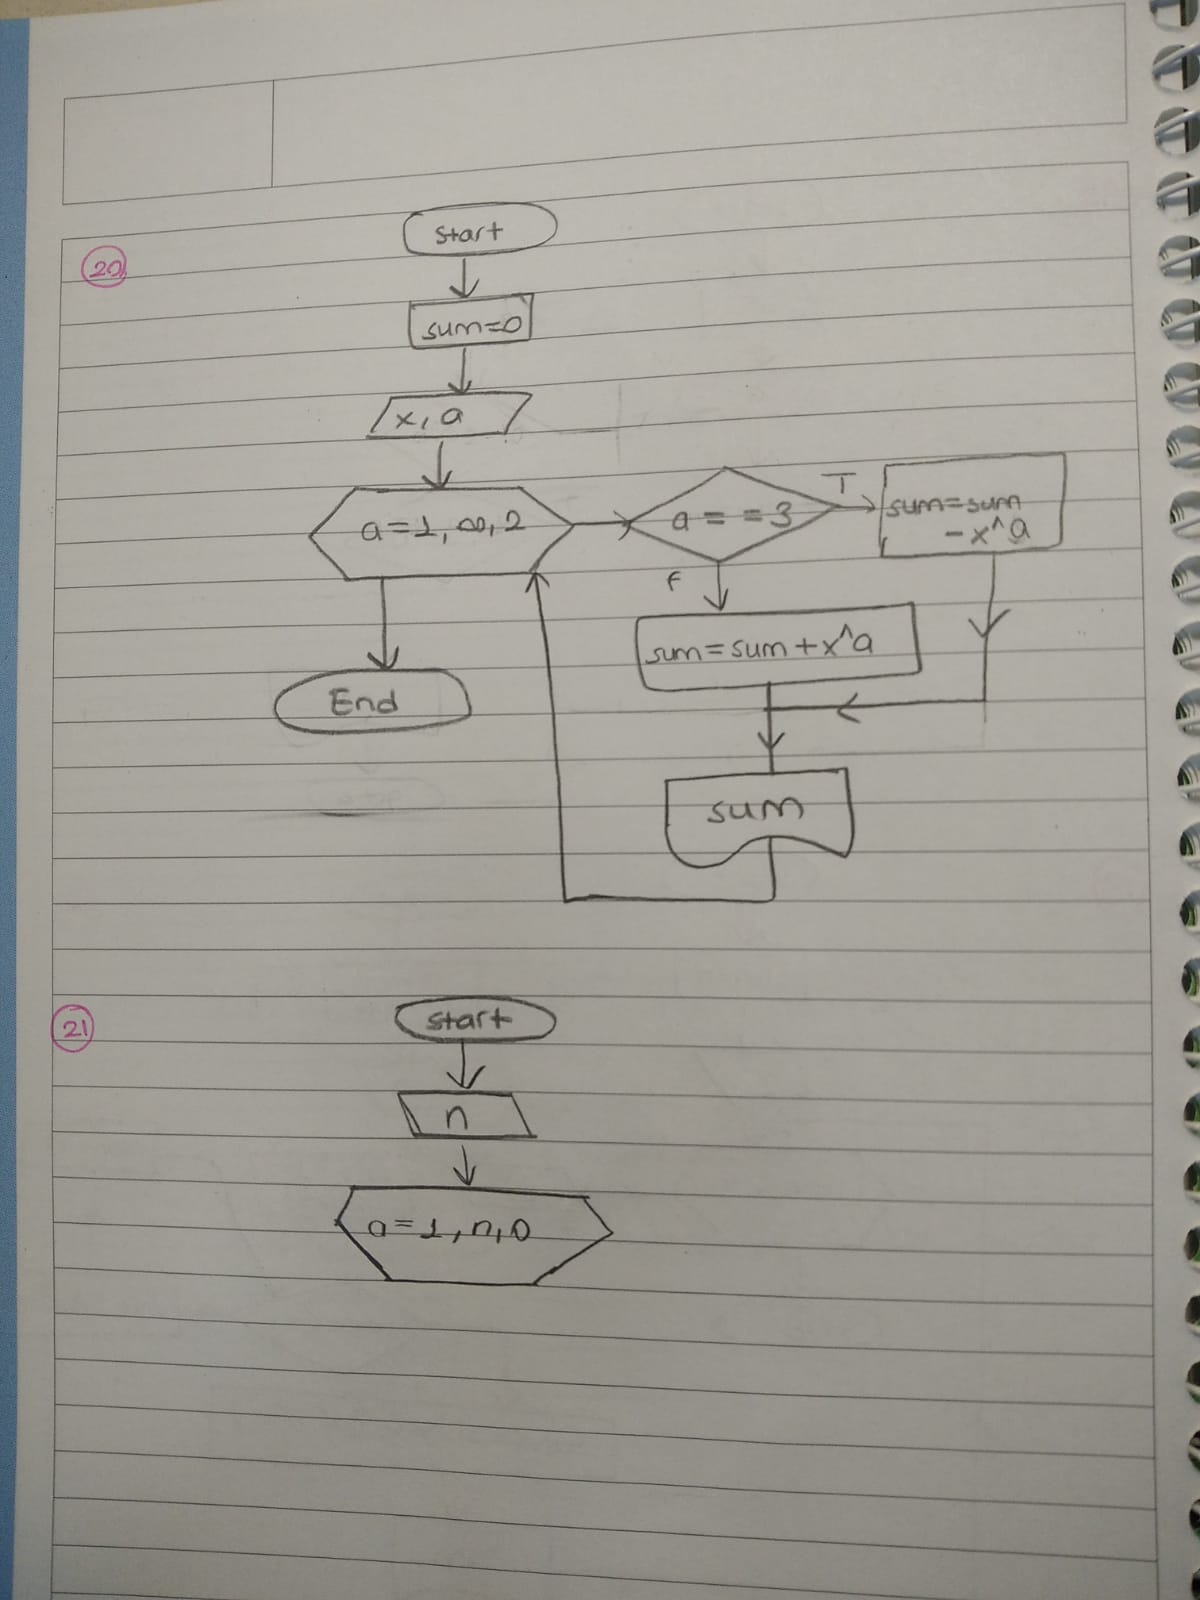 20
start
sum=0
x, a
a=1, ∞, 2
a==3
T
sum=sum
-x^a
F
sum=sum+x^a
End
sum
21
start
n
a=1, n, 0